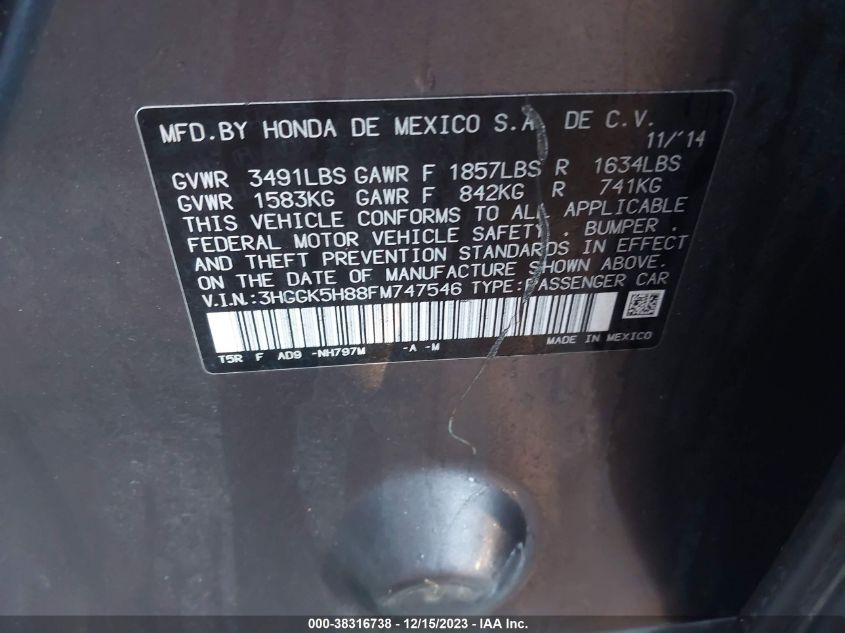 MFD.BY HONDA DE MEXICO S.A DE C.V.
11/'14
GVWR 3491LBS GAWR F 1857LBS R 1634LBS
GVWR 1583KG GAWR F 842KG R 741KG
THIS VEHICLE CONFORMS TO ALL APPLICABLE
FEDERAL MOTOR VEHICLE SAFETY . BUMPER .
AND THEFT PREVENTION STANDARDS IN EFFECT
ON THE DATE OF MANUFACTURE SHOWN ABOVE.
V.I.N.:3HGGK5H88FM747546 TYPE:PASSENGER CAR
T5R F AD9 -NH797M -A -M MADE IN MEXICO
000-38316738 - 12/15/2023 - IAA Inc.